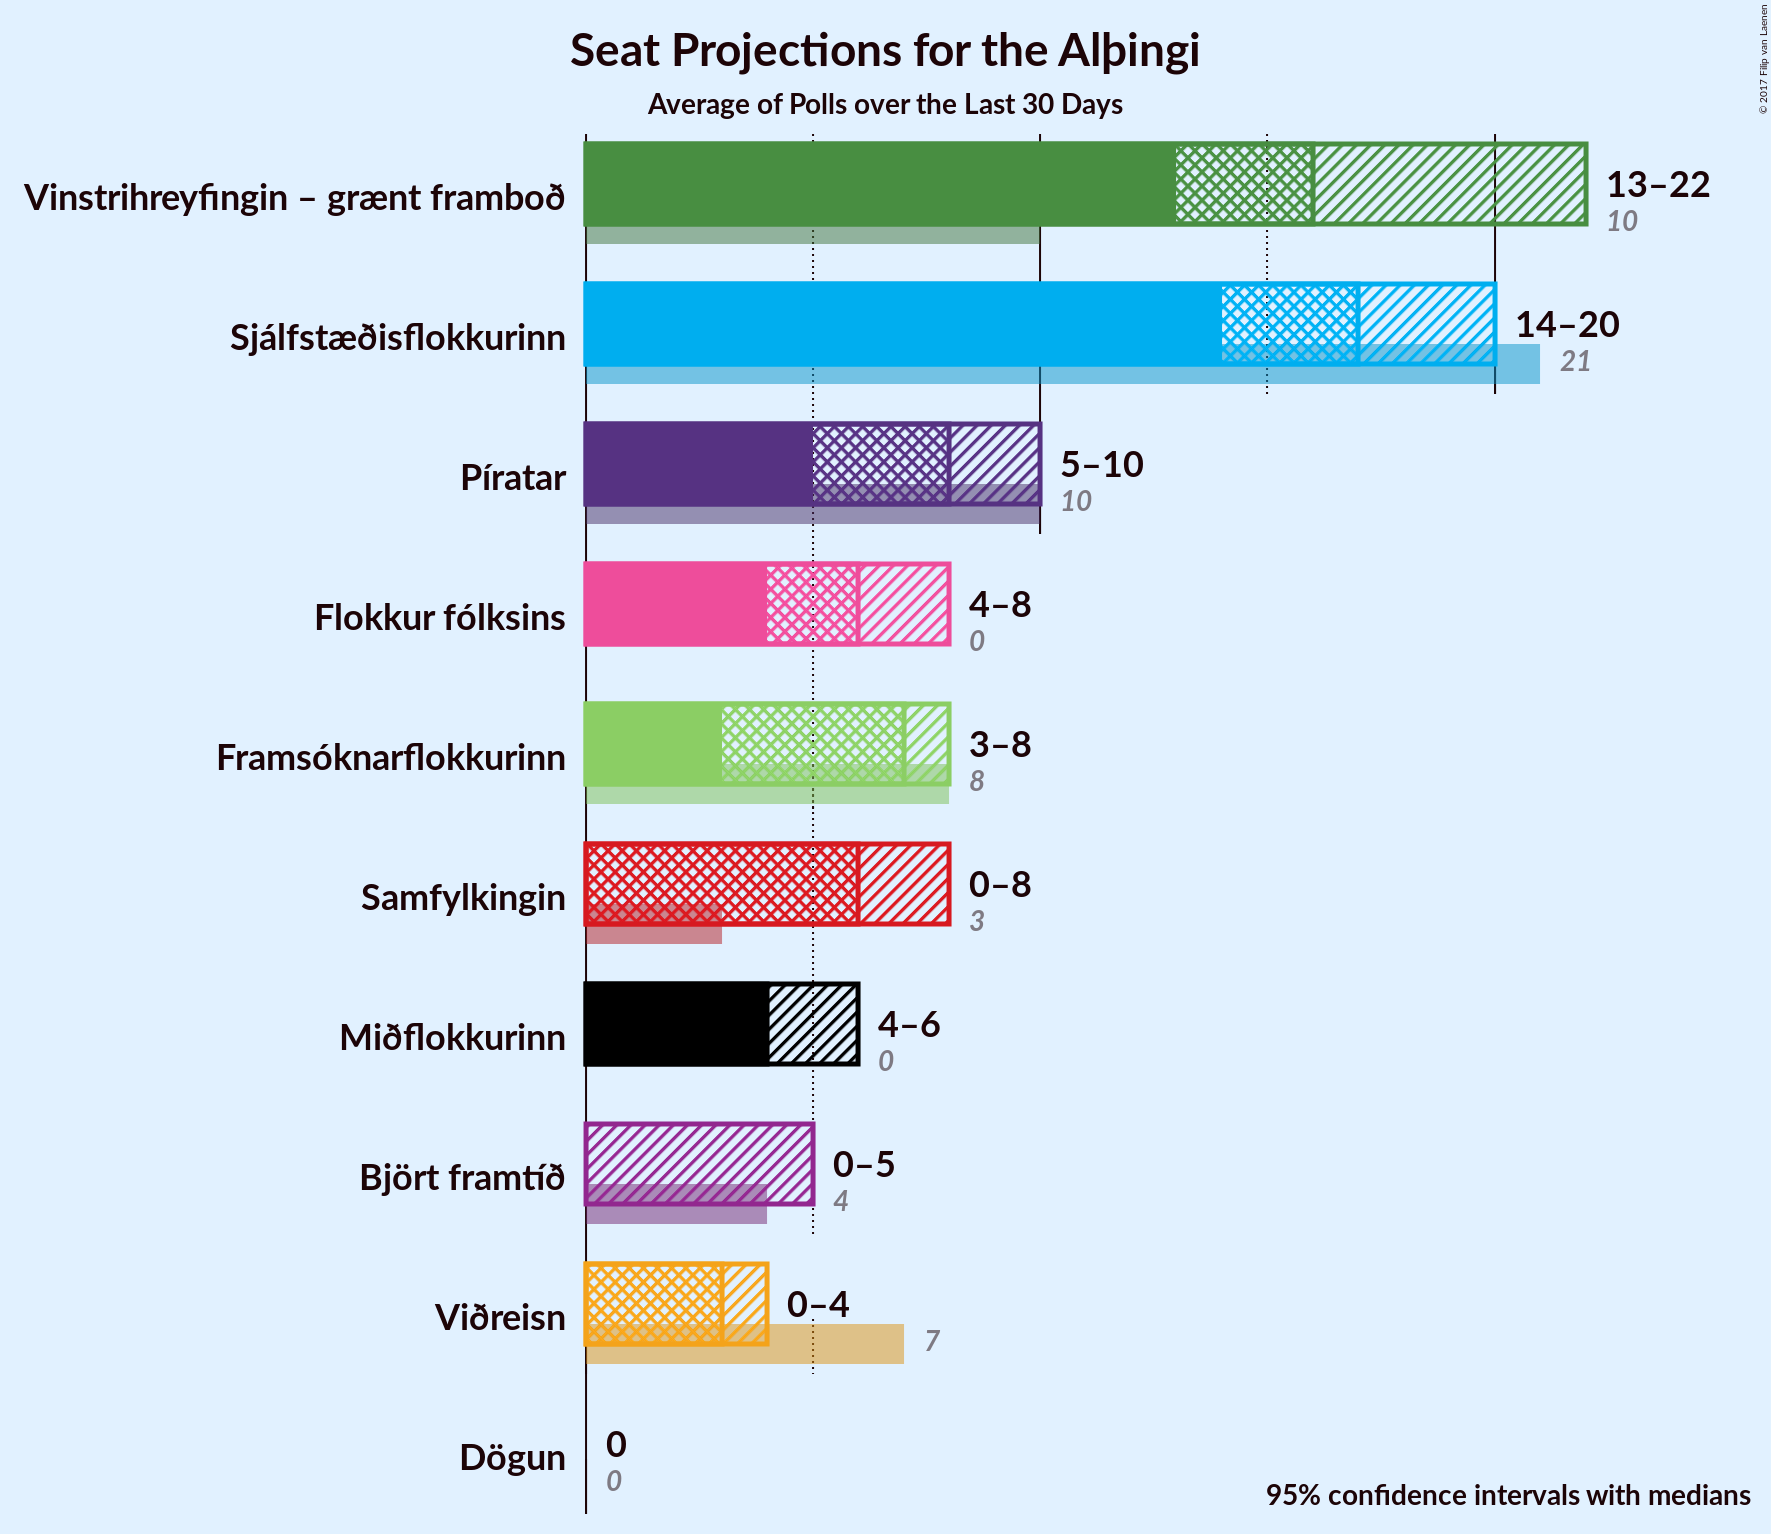 Seat Projections for the Alþingi
Average of Polls over the Last 30 Days
© 2017 Filip van Laenen
Vinstrihreyfingin – grænt framboð
13–22
10
Sjálfstæðisflokkurinn
14–20
21
Píratar
5–10
10
Flokkur fólksins
4–8
0
Framsóknarflokkurinn
3–8
8
Samfylkingin
0–8
3
Miðflokkurinn
4–6
0
Björt framtíð
0–5
4
Viðreisn
0–4
7
Dögun
0
0
95% confidence intervals with medians